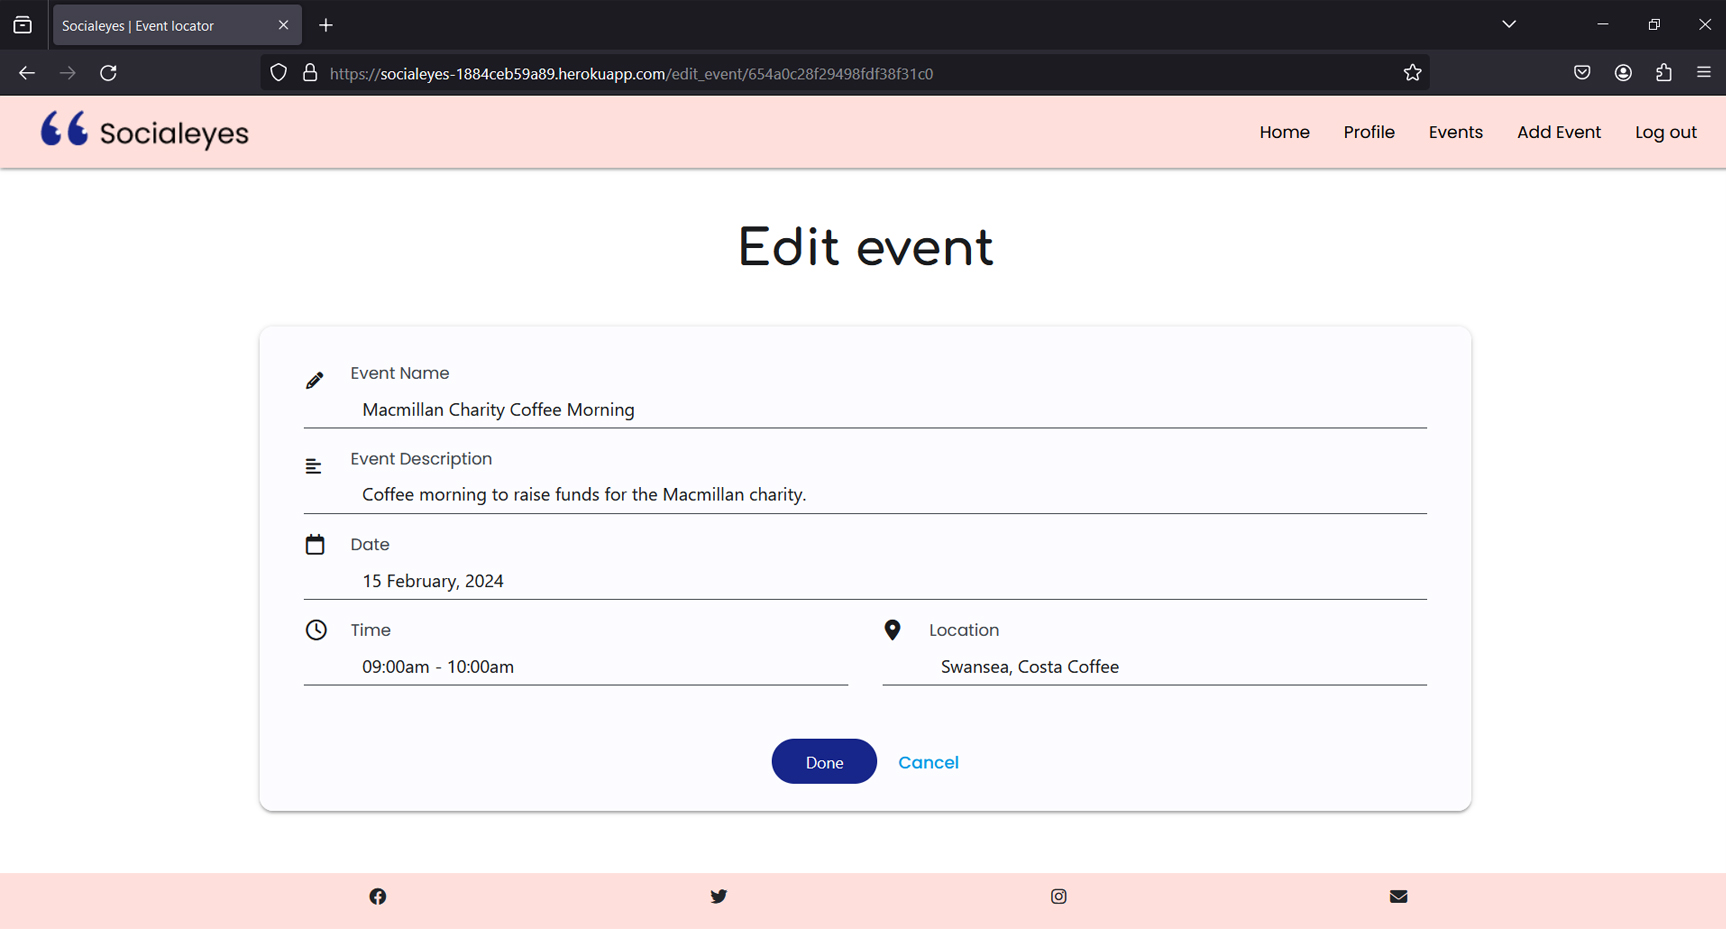 Socialeyes | Event locator
https://socialeyes-1884ceb59a89.herokuapp.com/edit_event/654a0c28f29498fdf38f31c0
Socialeyes
Home Profile Events Add Event Log out
Edit event
Event Name
Macmillan Charity Coffee Morning
Event Description
Coffee morning to raise funds for the Macmillan charity.
Date
15 February, 2024
Time
09:00am - 10:00am
Location
Swansea, Costa Coffee
Done Cancel